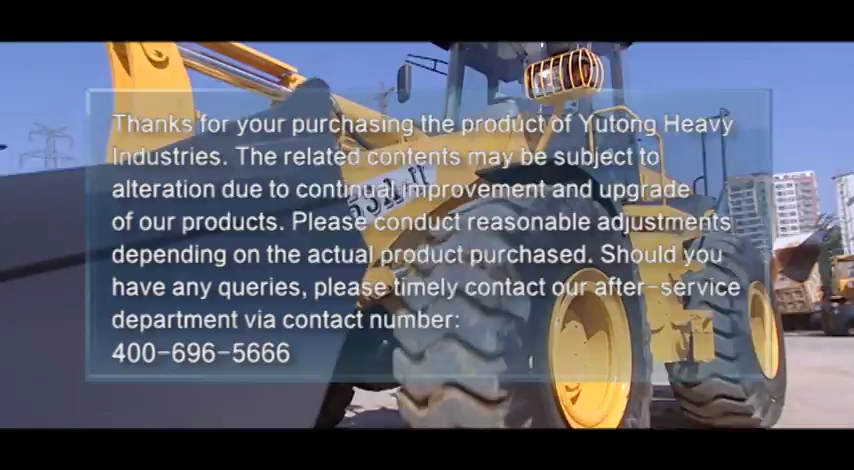 Thanks for your purchasing the product of Yutong Heavy
Industries. The related contents may be subject to
alteration due to continual improvement and upgrade
of our products. Please conduct reasonable adjustments
depending on the actual product purchased. Should you
have any queries, please timely contact our after-service
department via contact number:
400-696-5666